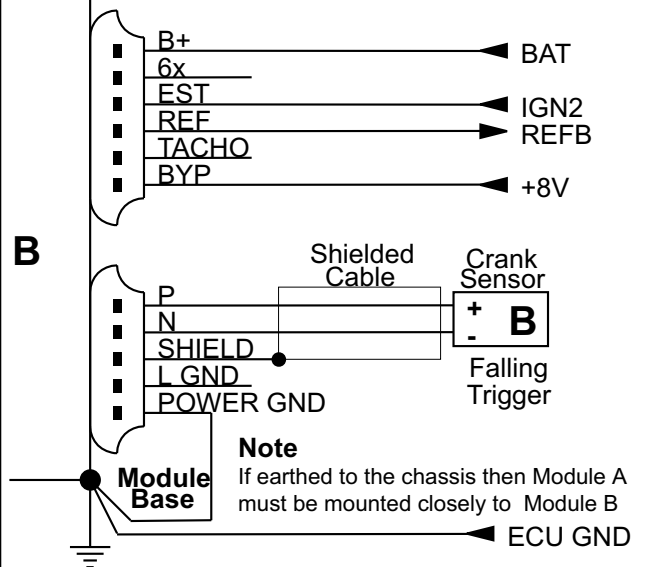 B+
BAT
6x
EST
IGN2
REF
REFB
TACHO
BYP
+8V
B
Shielded
Cable
Crank
Sensor
P
+
B
N
-
SHIELD
Falling
Trigger
L GND
POWER GND
Note
If earthed to the chassis then Module A
must be mounted closely to Module B
Module
Base
ECU GND